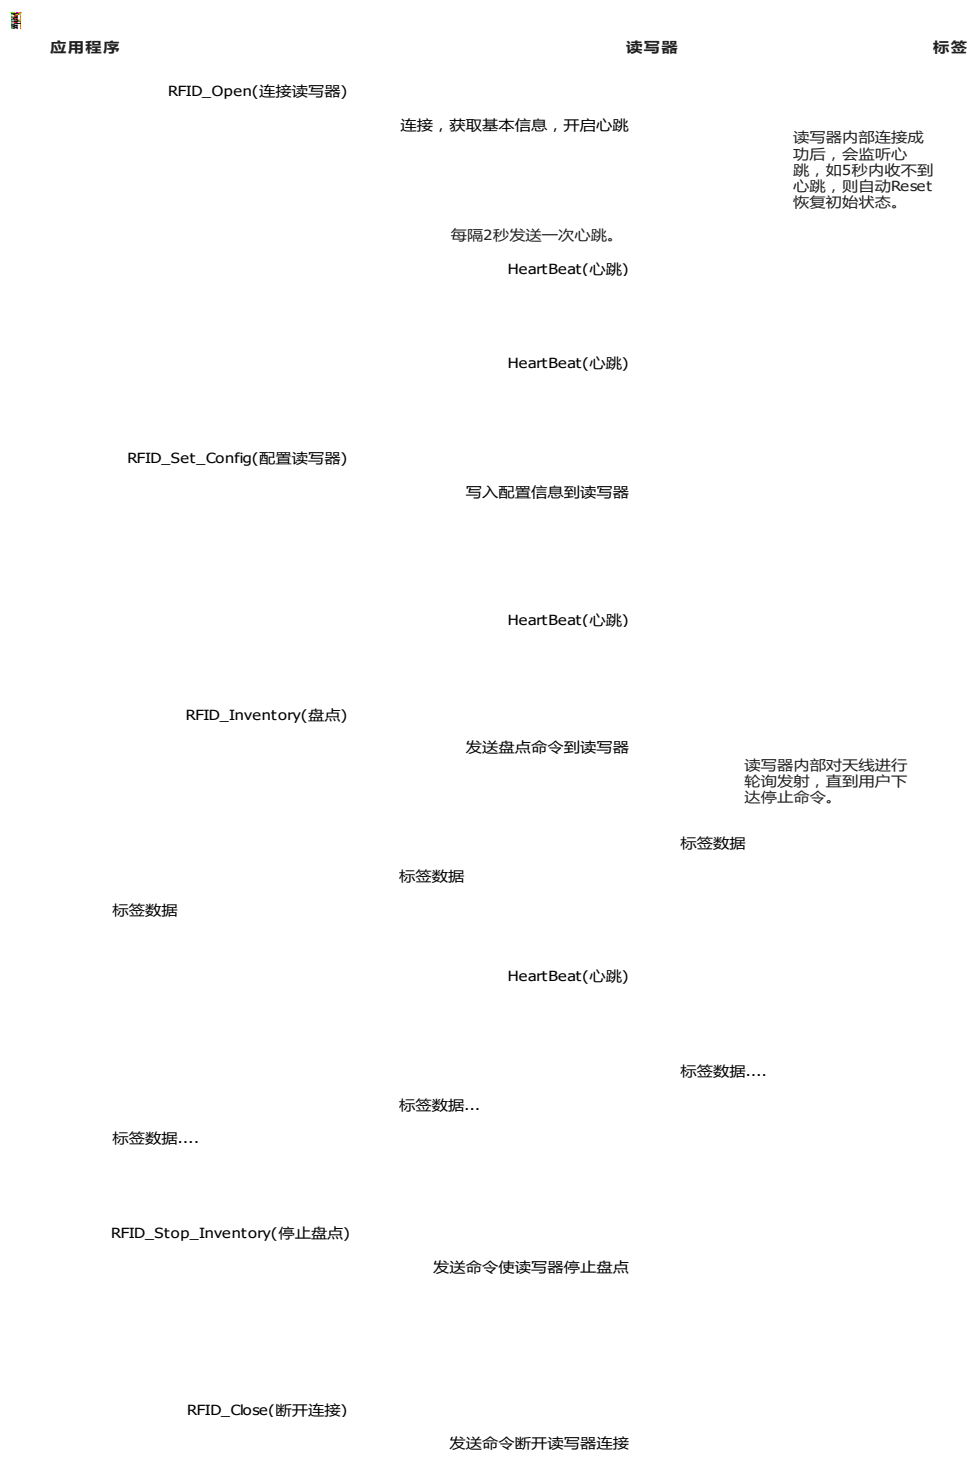 应用程序
读写器
标签
RFID_Open(连接读写器)
连接，获取基本信息，开启心跳
读写器内部连接成
功后，会监听心
跳，如5秒内收不到
心跳，则自动Reset
恢复初始状态。
每隔2秒发送一次心跳。
HeartBeat(心跳)
HeartBeat(心跳)
RFID_Set_Config(配置读写器)
写入配置信息到读写器
HeartBeat(心跳)
RFID_Inventory(盘点)
发送盘点命令到读写器
读写器内部对天线进行
轮询发射，直到用户下
达停止命令。
标签数据
标签数据
标签数据
HeartBeat(心跳)
标签数据....
标签数据...
标签数据....
RFID_Stop_Inventory(停止盘点)
发送命令使读写器停止盘点
RFID_Close(断开连接)
发送命令断开读写器连接